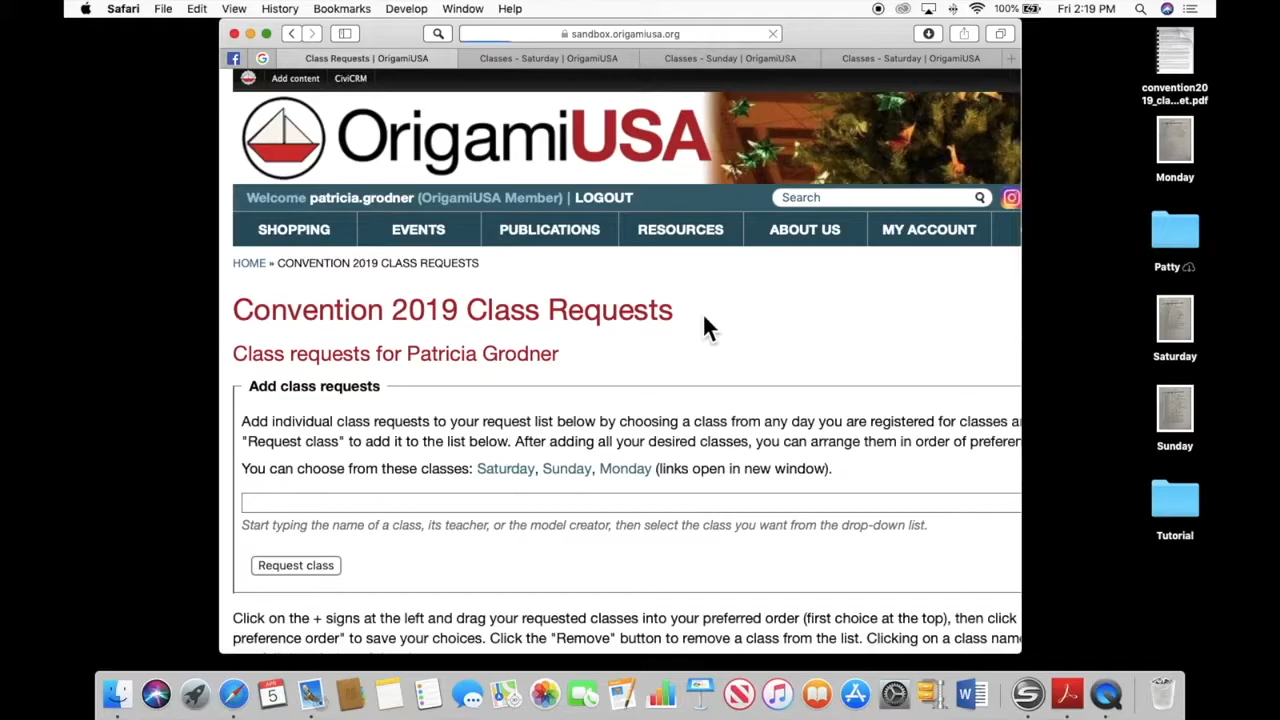 Safari File Edit View History Bookmarks Develop Window Help 100% Fri 2:19 PM
sandbox.origamiusa.org
Class Requests | OrigamiUSA Classes - Saturday | OrigamiUSA Classes - Sunday | OrigamiUSA Classes - Saturday | OrigamiUSA
Add content CiviCRM
OrigamiUSA
Welcome patricia.grodner (OrigamiUSA Member) | LOGOUT Search
SHOPPING EVENTS PUBLICATIONS RESOURCES ABOUT US MY ACCOUNT
HOME » CONVENTION 2019 CLASS REQUESTS
Convention 2019 Class Requests
Class requests for Patricia Grodner
Add class requests
Add individual class requests to your request list below by choosing a class from any day you are registered for classes
"Request class" to add it to the list below. After adding all your desired classes, you can arrange them in order of prefer
You can choose from these classes: Saturday, Sunday, Monday (links open in new window).
Start typing the name of a class, its teacher, or the model creator, then select the class you want from the drop-down list.
Request class
Click on the + signs at the left and drag your requested classes into your preferred order (first choice at the top), then click
preference order" to save your choices. Click the "Remove" button to remove a class from the list. Clicking on a class name
convention20
19_cla...et.pdf
Monday
Patty
Saturday
Sunday
Tutorial
APR
5